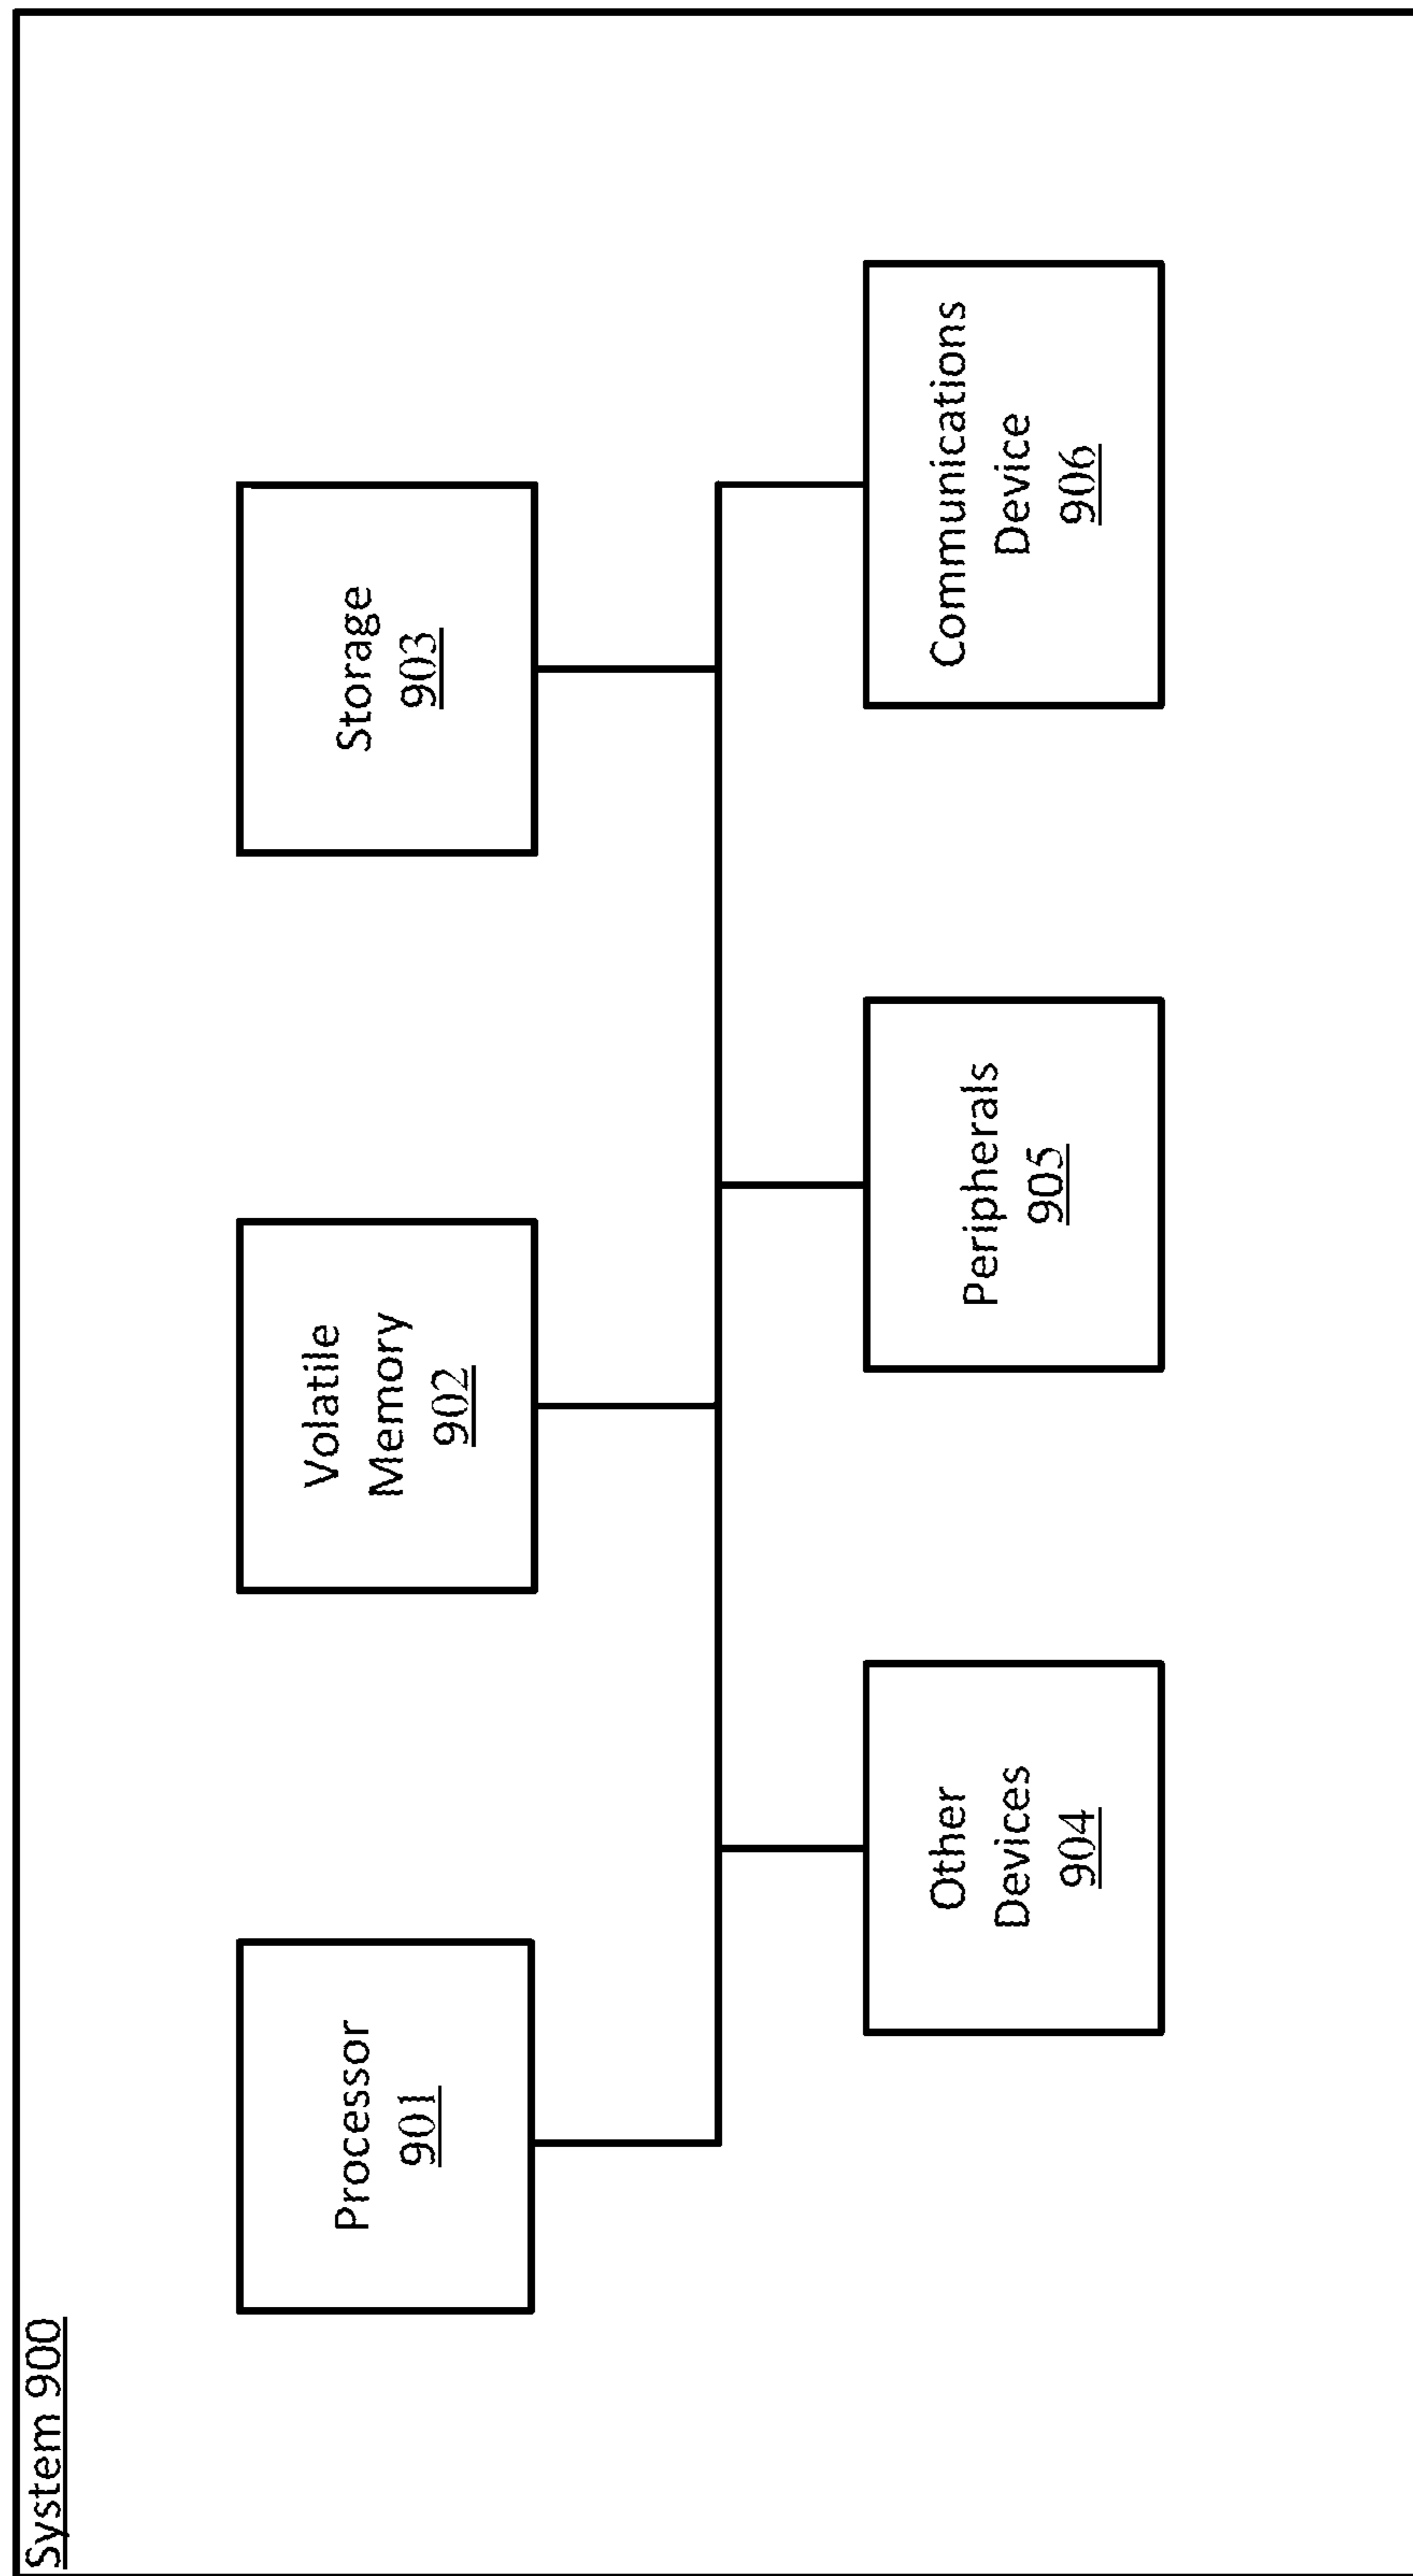 System 900
Processor
901
Volatile
Memory
902
Storage
903
Other
Devices
904
Peripherals
905
Communications
Device
906